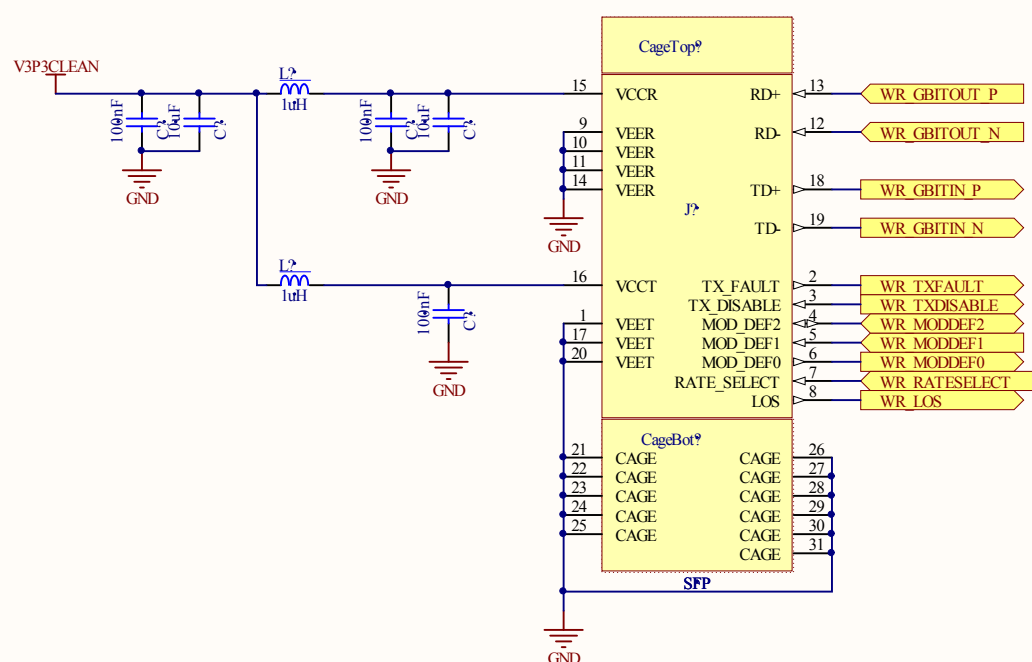 CageTop?
V3P3CLEAN
L?
1uH
100nF
C?
10uF
C?
GND
100nF
C?
10uF
C?
GND
15 VCCR RD+ 13 WR_GBITOUT_P
9 VEER RD- 12 WR_GBITOUT_N
10 VEER
11 VEER
14 VEER TD+ 18 WR_GBITIN_P
J?
GND
TD- 19 WR_GBITIN_N
L?
1uH
100nF
C?
GND
16 VCCT TX_FAULT 2 WR_TXFAULT
TX_DISABLE 3 WR_TXDISABLE
1 VEET MOD_DEF2 4 WR_MODDEF2
17 VEET MOD_DEF1 5 WR_MODDEF1
20 VEET MOD_DEF0 6 WR_MODDEF0
RATE_SELECT 7 WR_RATESELECT
LOS 8 WR_LOS
CageBot?
21 CAGE CAGE 26
22 CAGE CAGE 27
23 CAGE CAGE 28
24 CAGE CAGE 29
25 CAGE CAGE 30
CAGE 31
SFP
GND